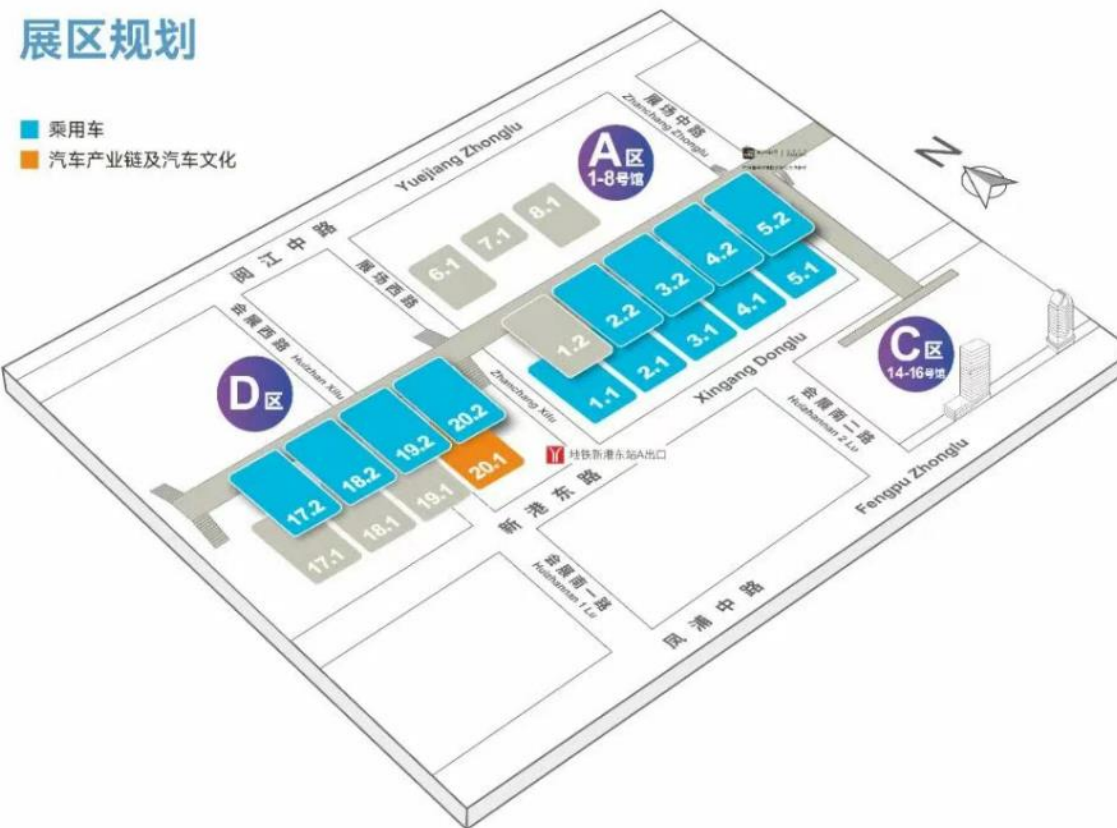 展区规划
乘用车
汽车产业链及汽车文化
阅江中路
Yuejiang Zhonglu
展场中路
Zhanchang Zhonglu
A区
1-8号馆
N
8.1
7.1
6.1
5.2
4.2
3.2
2.2
1.2
5.1
4.1
3.1
2.1
1.1
展场西路
Zhanchang Xilu
会展西路 Huizhan Xilu
D区
C区
14-16号馆
Xingang Donglu
新港东路
会展南二路
Huizhannan 2 Lu
20.2
19.2
18.2
17.2
20.1
19.1
18.1
17.1
地铁新港东站A出口
会展南一路
Huizhannan 1 Lu
Fengpu Zhonglu
凤浦中路